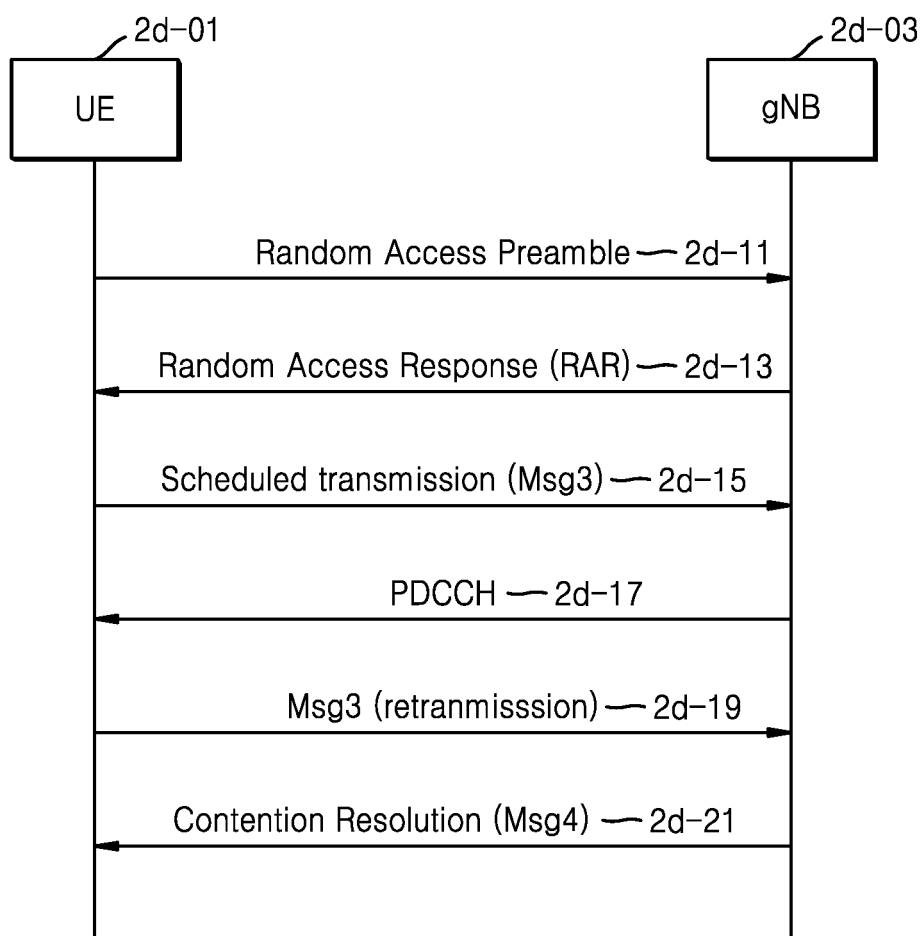 2d-01
2d-03
UE
gNB
Random Access Preamble 2d-11
Random Access Response (RAR) 2d-13
Scheduled transmission (Msg3) 2d-15
PDCCH 2d-17
Msg3 (retranmisssion) 2d-19
Contention Resolution (Msg4) 2d-21